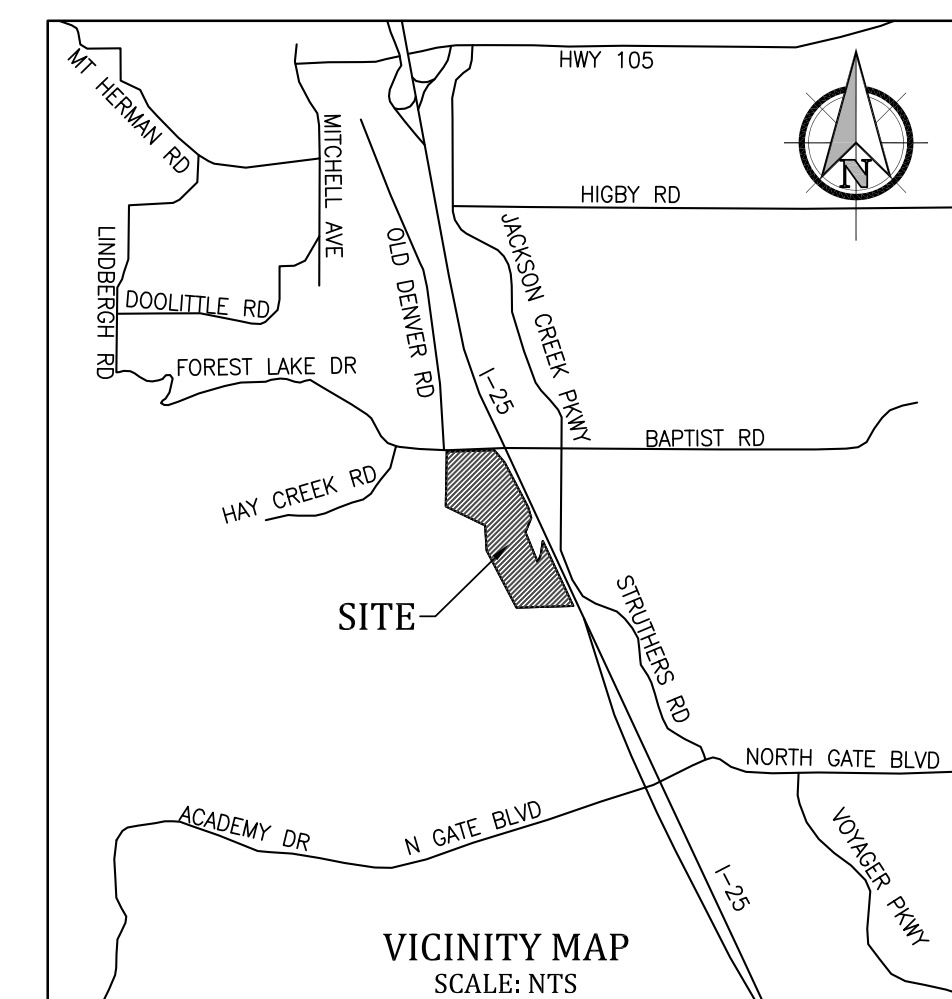 HWY 105
MT HERMAN RD
MITCHELL AVE
N
HIGBY RD
JACKSON CREEK PKWY
LINDBERGH RD
OLD DENVER RD
DOOLITTLE RD
FOREST LAKE DR
I-25
BAPTIST RD
HAY CREEK RD
SITE
STRUTHERS RD
NORTH GATE BLVD
ACADEMY DR
N GATE BLVD
VOYAGER PKWY
I-25
VICINITY MAP
SCALE: NTS